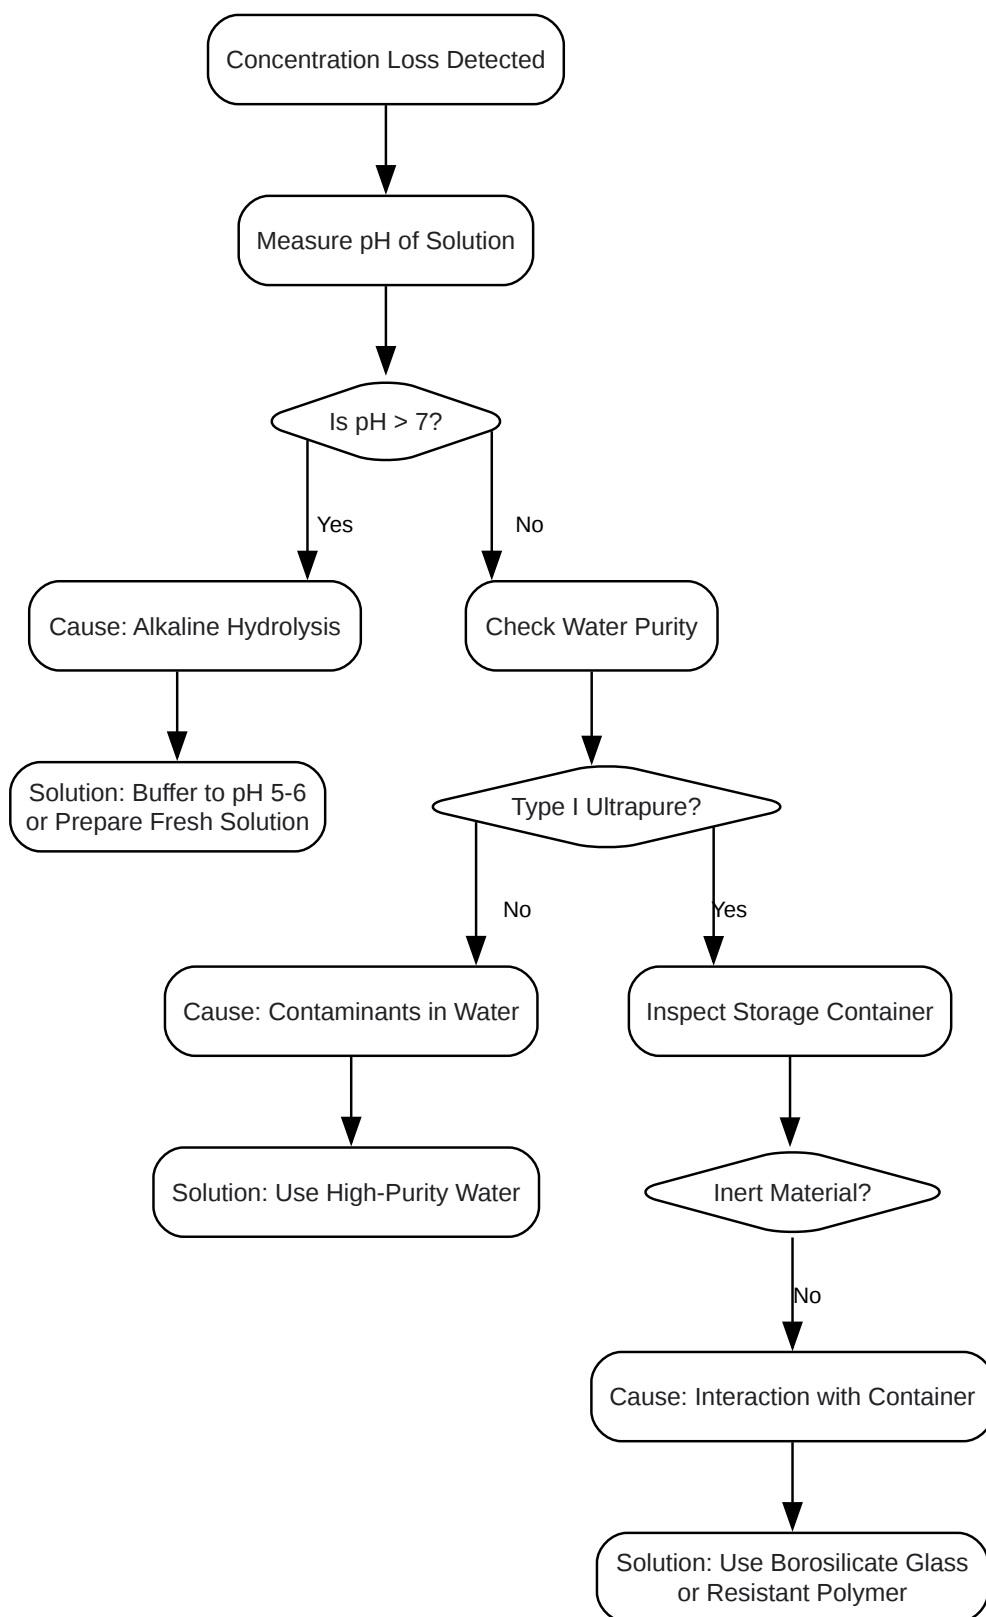 Concentration Loss Detected
Measure pH of Solution
Is pH > 7?
Yes
No
Cause: Alkaline Hydrolysis
Check Water Purity
Solution: Buffer to pH 5-6
or Prepare Fresh Solution
Type I Ultrapure?
No
Yes
Cause: Contaminants in Water
Inspect Storage Container
Solution: Use High-Purity Water
Inert Material?
No
Cause: Interaction with Container
Solution: Use Borosilicate Glass
or Resistant Polymer